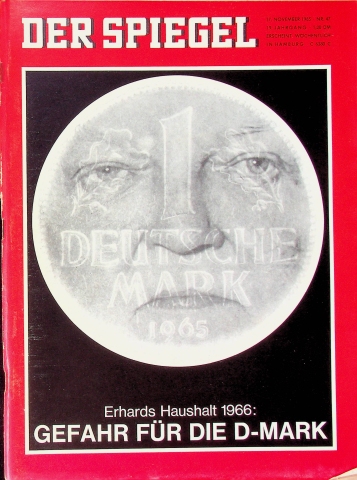 DER SPIEGEL
1
DEUTSCHE
MARK
1965
Erhards Haushalt 1966:
GEFAHR FÜR DIE D-MARK